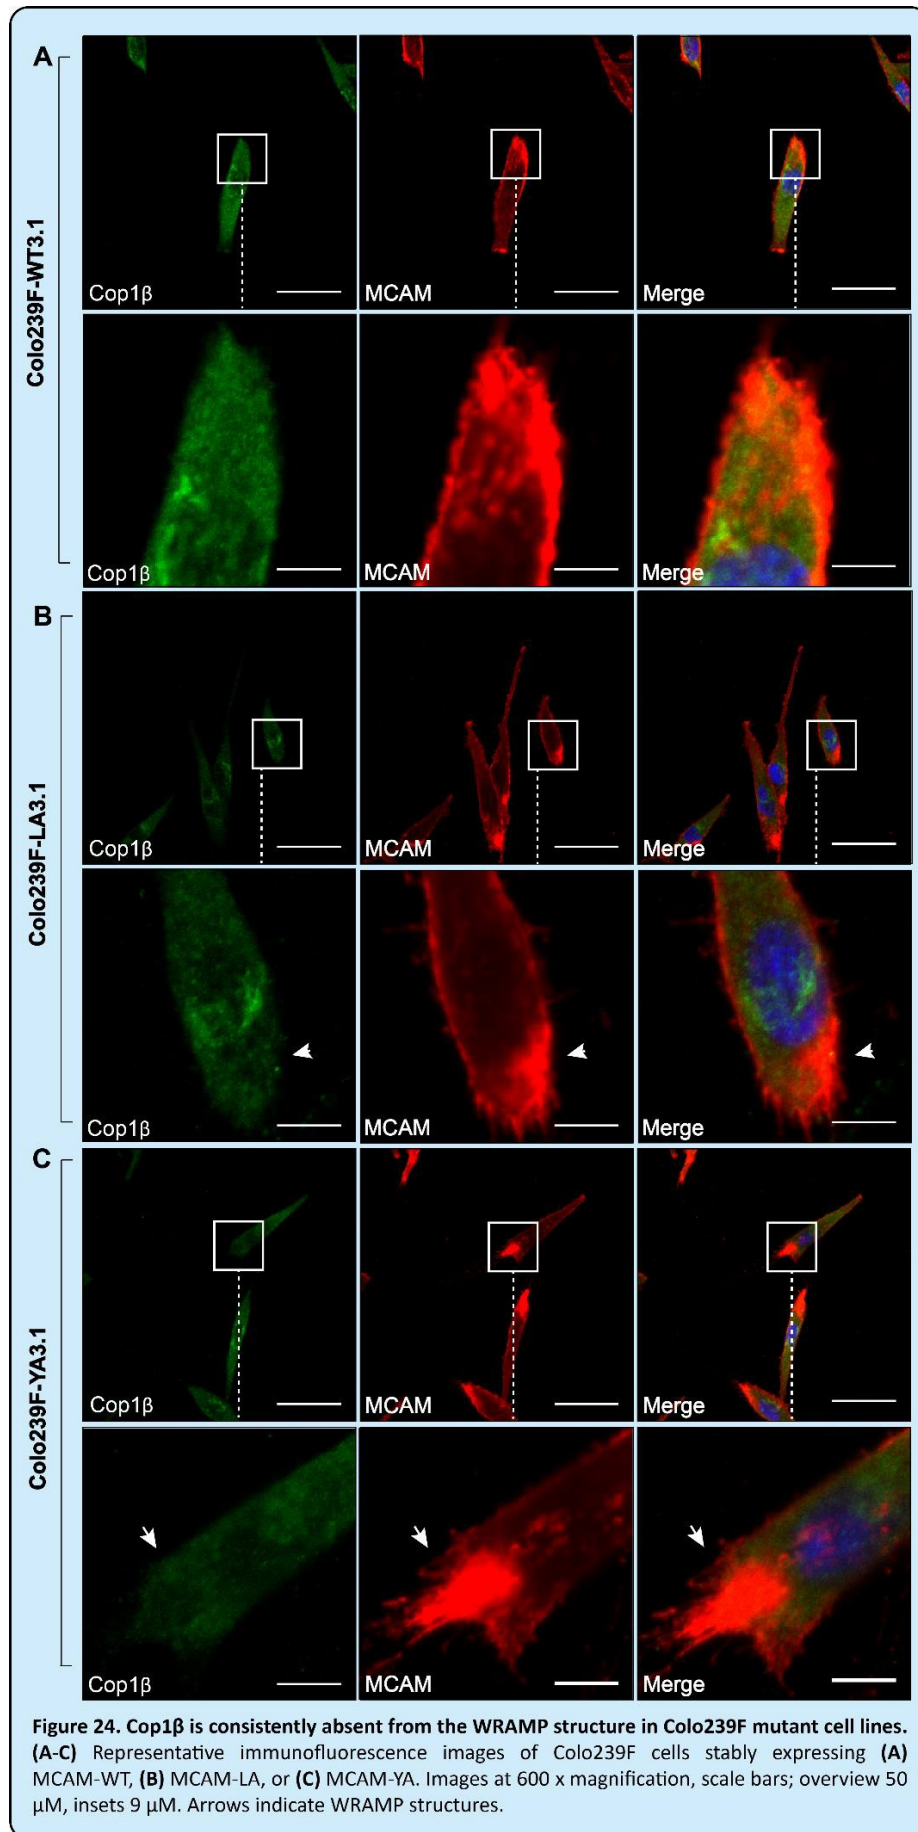 A
Colo239F-WT3.1
Cop1β
MCAM
Merge
Cop1β
MCAM
Merge
B
Colo239F-LA3.1
Cop1β
MCAM
Merge
Cop1β
MCAM
Merge
C
Colo239F-YA3.1
Cop1β
MCAM
Merge
Cop1β
MCAM
Merge
Figure 24. Cop1β is consistently absent from the WRAMP structure in Colo239F mutant cell lines.
(A-C) Representative immunofluorescence images of Colo239F cells stably expressing (A)
MCAM-WT, (B) MCAM-LA, or (C) MCAM-YA. Images at 600 x magnification, scale bars; overview 50
μM, insets 9 μM. Arrows indicate WRAMP structures.